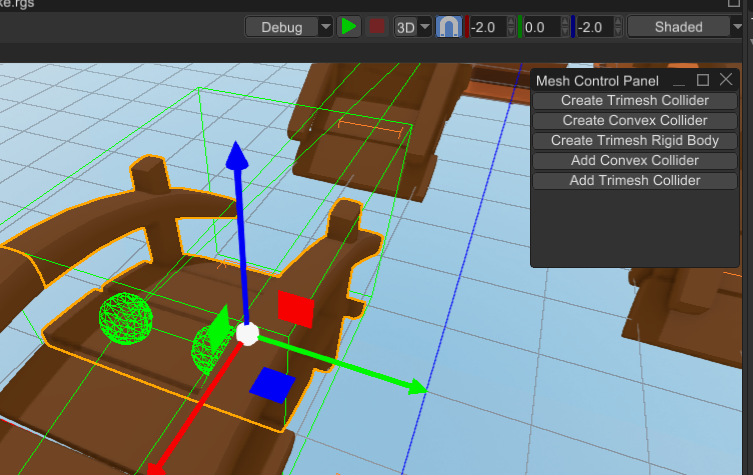 ke.rgs
Debug 3D -2.0 0.0 -2.0 Shaded
Mesh Control Panel
Create Trimesh Collider
Create Convex Collider
Create Trimesh Rigid Body
Add Convex Collider
Add Trimesh Collider